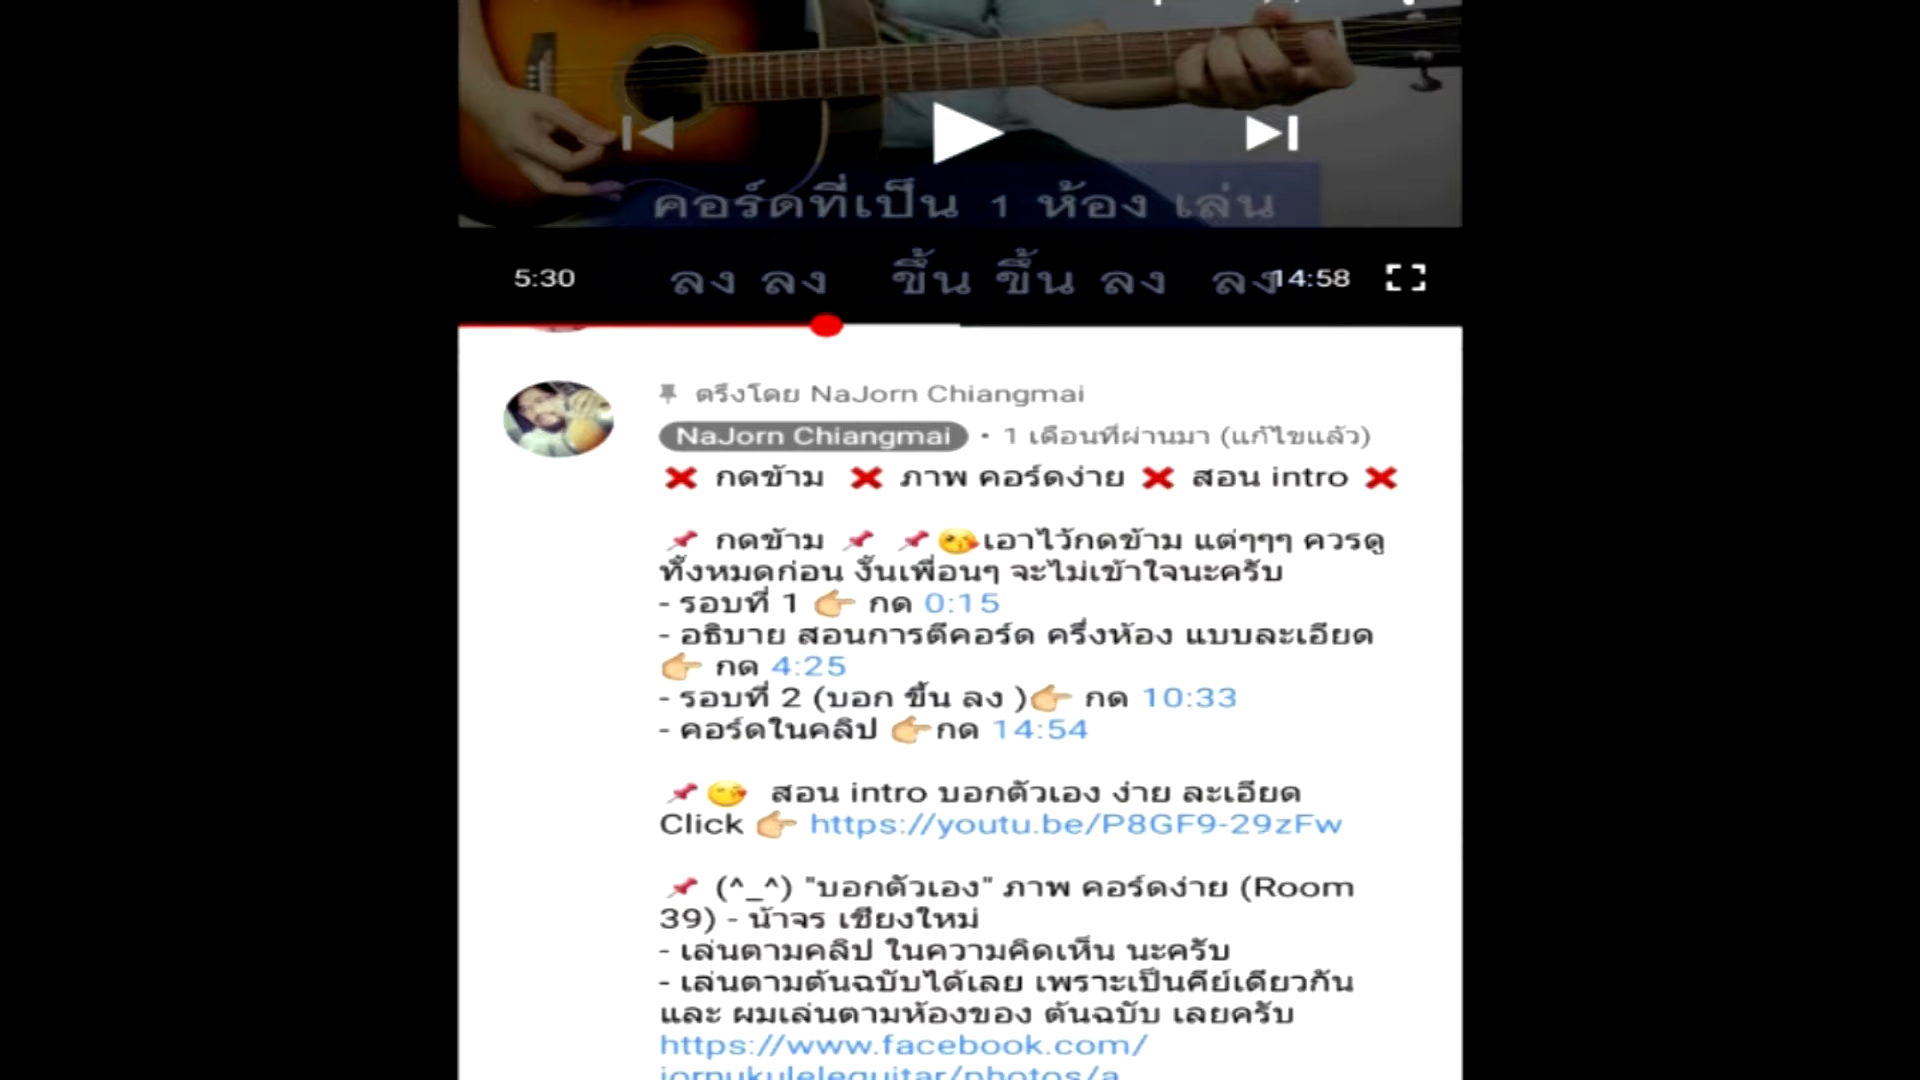 คอร์ดที่เป็น 1 ห้อง เล่น
5:30 ลง ลง ขึ้น ขึ้น ลง ลง 14:58
ตรึงโดย NaJorn Chiangmai
NaJorn Chiangmai • 1 เดือนที่ผ่านมา (แก้ไขแล้ว)
❌ กดข้าม ❌ ภาพ คอร์ดง่าย ❌ สอน intro ❌
📌 กดข้าม 📌 📌😘เอาไว้กดข้าม แต่ๆๆๆ ควรดู
ทั้งหมดก่อน งั้นเพื่อนๆ จะไม่เข้าใจนะครับ
- รอบที่ 1 👉🏼 กด 0:15
- อธิบาย สอนการตีคอร์ด ครึ่งห้อง แบบละเอียด
👉🏼 กด 4:25
- รอบที่ 2 (บอก ขึ้น ลง )👉🏼 กด 10:33
- คอร์ดในคลิป 👉🏼กด 14:54
📌😘 สอน intro บอกตัวเอง ง่าย ละเอียด
Click 👉🏼 https://youtu.be/P8GF9-29zFw
📌 (^_^) "บอกตัวเอง" ภาพ คอร์ดง่าย (Room
39) - น้าจร เชียงใหม่
- เล่นตามคลิป ในความคิดเห็น นะครับ
- เล่นตามต้นฉบับได้เลย เพราะเป็นคีย์เดียวกัน
และ ผมเล่นตามห้องของ ต้นฉบับ เลยครับ
https://www.facebook.com/
jornukuleleguitar/photos/a